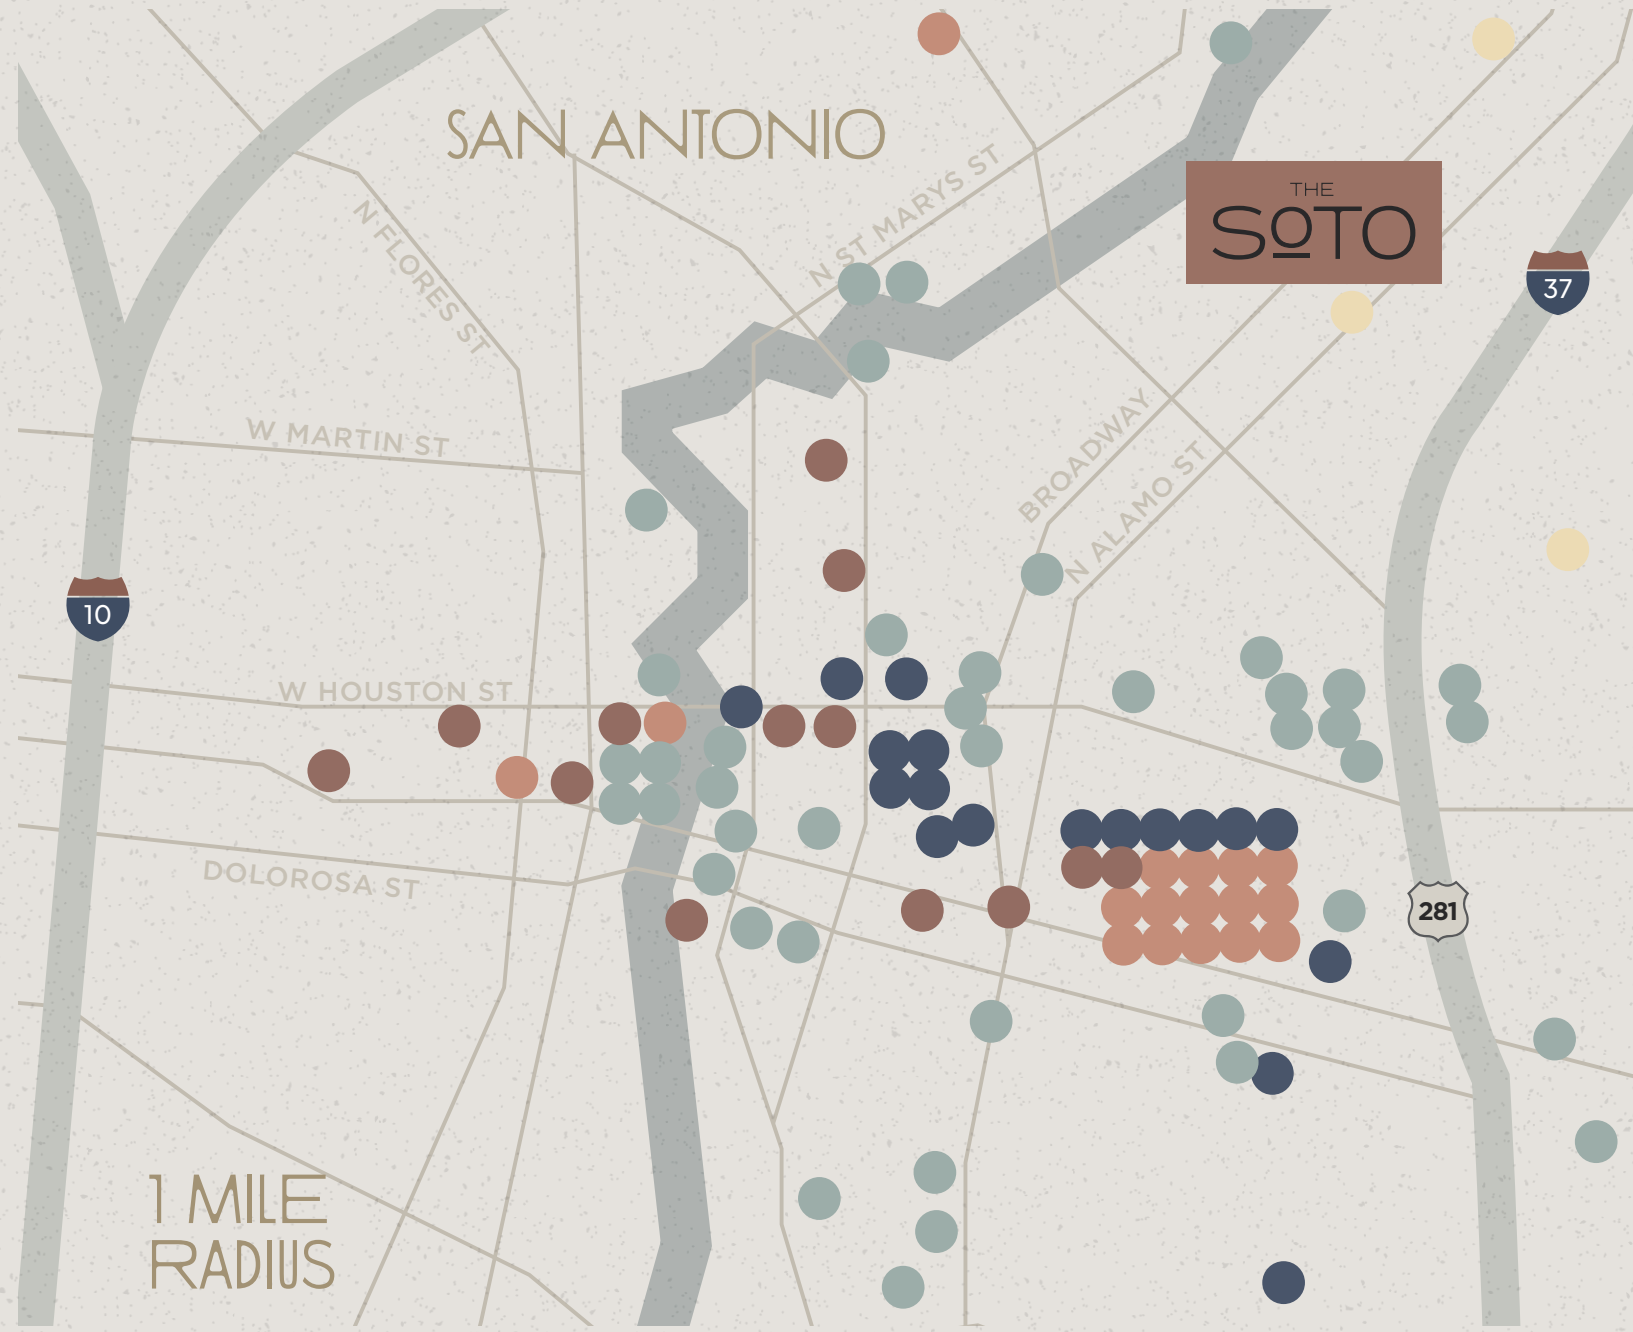 SAN ANTONIO
N ST MARYS ST
THE
SOTO
N FLORES ST
37
W MARTIN ST
BROADWAY
N ALAMO ST
10
W HOUSTON ST
DOLOROSA ST
281
1 MILE
RADIUS